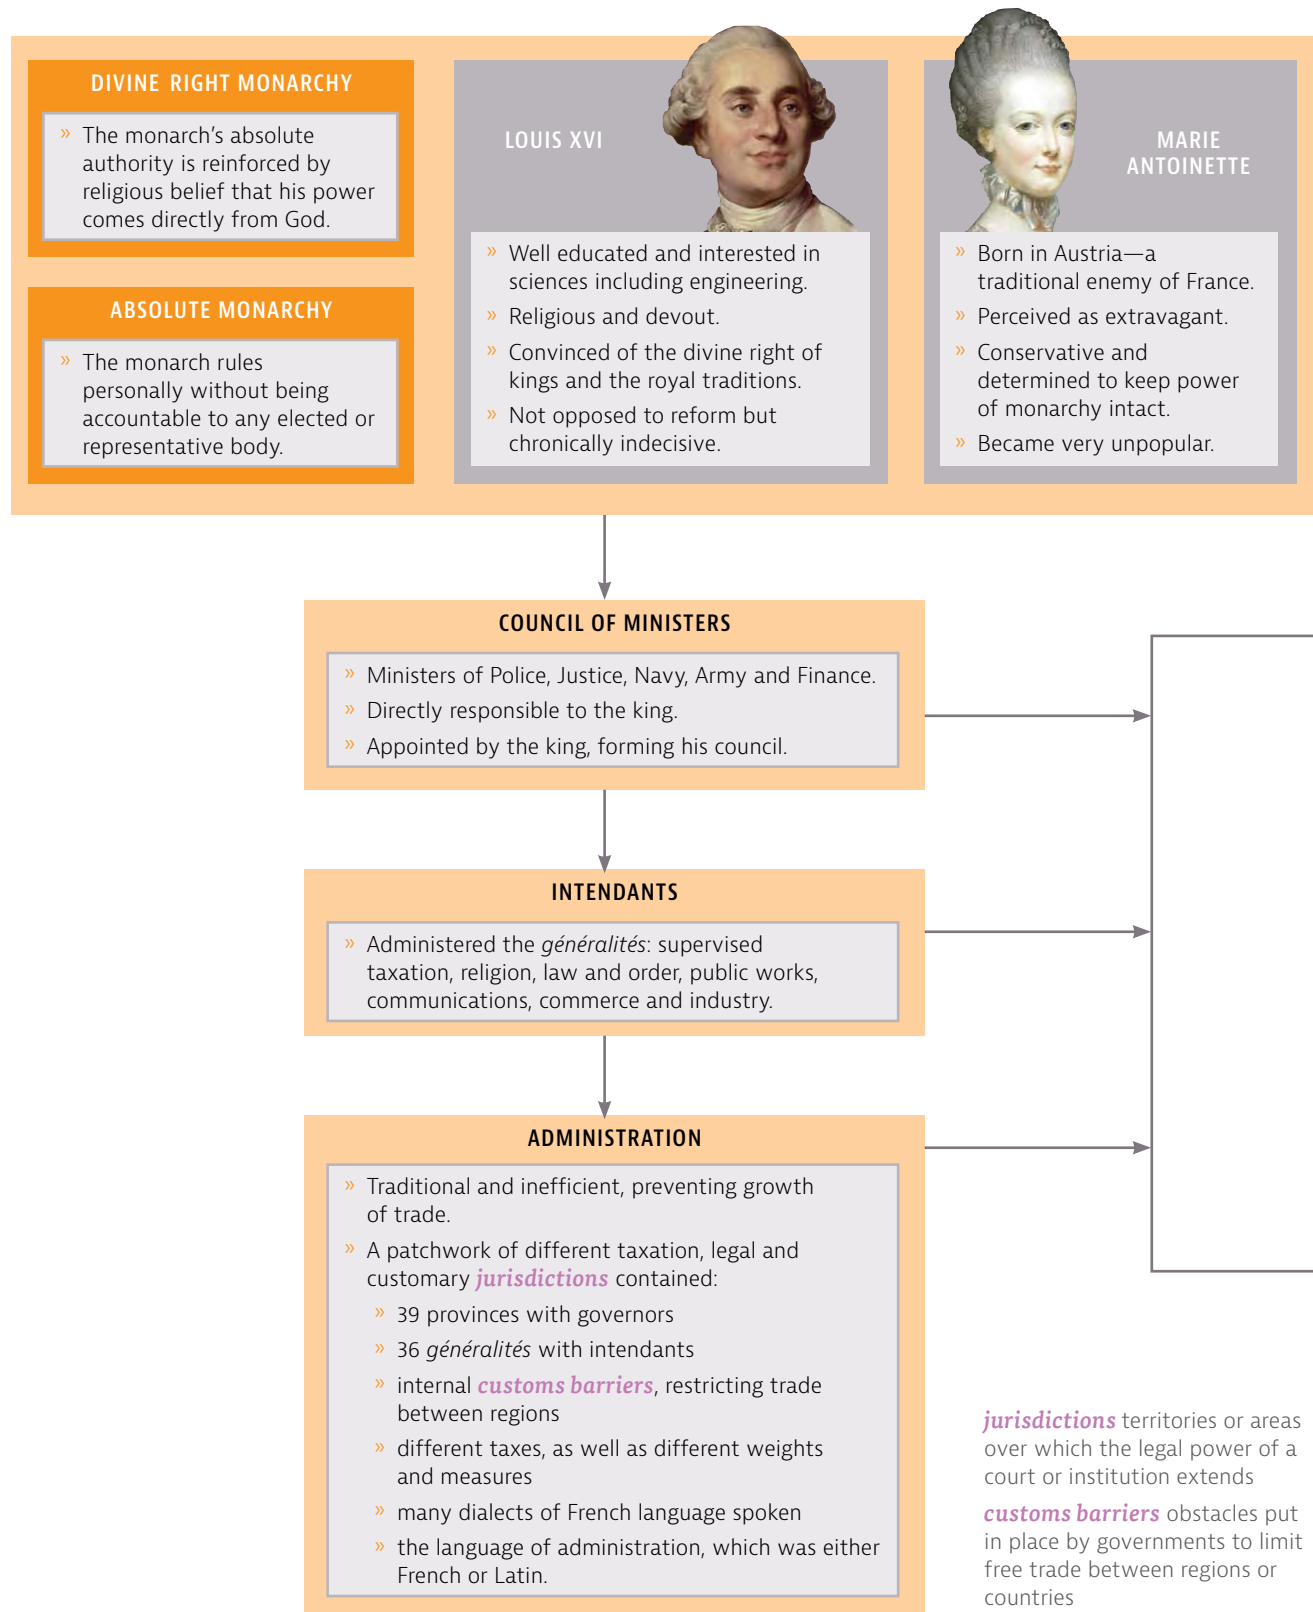 DIVINE RIGHT MONARCHY
» The monarch’s absolute
authority is reinforced by
religious belief that his power
comes directly from God.
ABSOLUTE MONARCHY
» The monarch rules
personally without being
accountable to any elected or
representative body.
LOUIS XVI
» Well educated and interested in
sciences including engineering.
» Religious and devout.
» Convinced of the divine right of
kings and the royal traditions.
» Not opposed to reform but
chronically indecisive.
MARIE
ANTOINETTE
» Born in Austria—a
traditional enemy of France.
» Perceived as extravagant.
» Conservative and
determined to keep power
of monarchy intact.
» Became very unpopular.
COUNCIL OF MINISTERS
» Ministers of Police, Justice, Navy, Army and Finance.
» Directly responsible to the king.
» Appointed by the king, forming his council.
INTENDANTS
» Administered the généralités: supervised
taxation, religion, law and order, public works,
communications, commerce and industry.
ADMINISTRATION
» Traditional and inefficient, preventing growth
of trade.
» A patchwork of different taxation, legal and
customary jurisdictions contained:
» 39 provinces with governors
» 36 généralités with intendants
» internal customs barriers, restricting trade
between regions
» different taxes, as well as different weights
and measures
» many dialects of French language spoken
» the language of administration, which was either
French or Latin.
jurisdictions territories or areas
over which the legal power of a
court or institution extends
customs barriers obstacles put
in place by governments to limit
free trade between regions or
countries